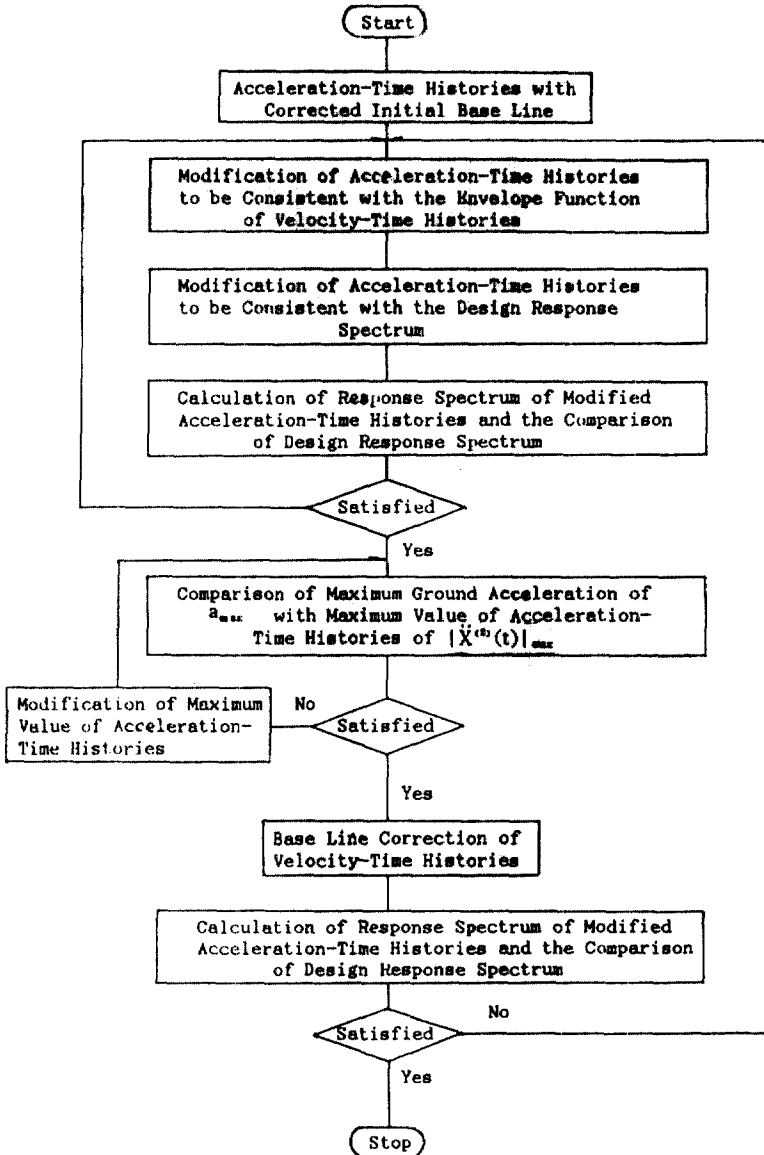 Start
Acceleration-Time Histories with
Corrected Initial Base Line
Modification of Acceleration-Time Histories
to be Consistent with the Envelope Function
of Velocity-Time Histories
Modification of Acceleration-Time Histories
to be Consistent with the Design Response
Spectrum
Calculation of Response Spectrum of Modified
Acceleration-Time Histories and the Comparison
of Design Response Spectrum
Satisfied
Yes
Comparison of Maximum Ground Acceleration of
a_max with Maximum Value of Acceleration-
Time Histories of |Ẍ⁽²⁾(t)|_max
Modification of Maximum
Value of Acceleration-
Time Histories
No
Satisfied
Yes
Base Line Correction of
Velocity-Time Histories
Calculation of Response Spectrum of Modified
Acceleration-Time Histories and the Comparison
of Design Response Spectrum
No
Satisfied
Yes
Stop